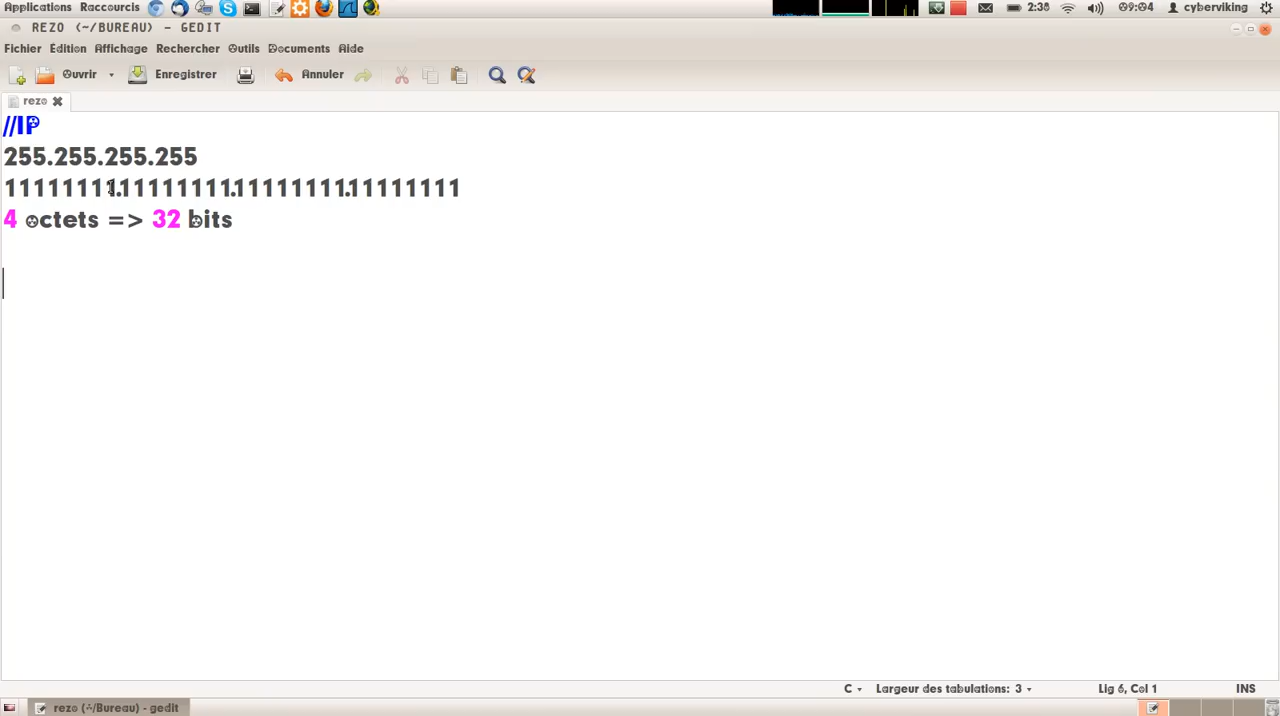 Applications Raccourcis 2:38 09:04 cyberviking
REZO (~/BUREAU) - GEDIT
Fichier Édition Affichage Rechercher Outils Documents Aide
Ouvrir Enregistrer Annuler
rezo
//IP
255.255.255.255
11111111.11111111.11111111.11111111
4 octets => 32 bits
C Largeur des tabulations: 3 Lig 6, Col 1 INS
rezo (~/Bureau) - gedit